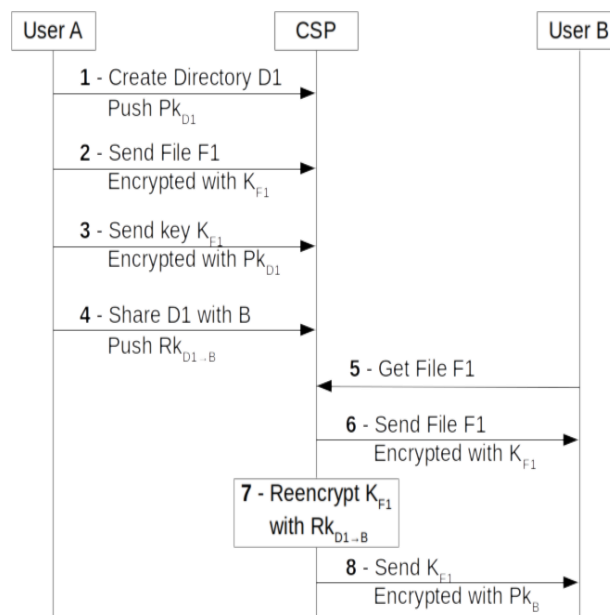 User A
CSP
User B
1 - Create Directory D1
Push Pk_D1
2 - Send File F1
Encrypted with K_F1
3 - Send key K_F1
Encrypted with Pk_D1
4 - Share D1 with B
Push Rk_D1→B
5 - Get File F1
6 - Send File F1
Encrypted with K_F1
7 - Reencrypt K_F1
with Rk_D1→B
8 - Send K_F1
Encrypted with Pk_B